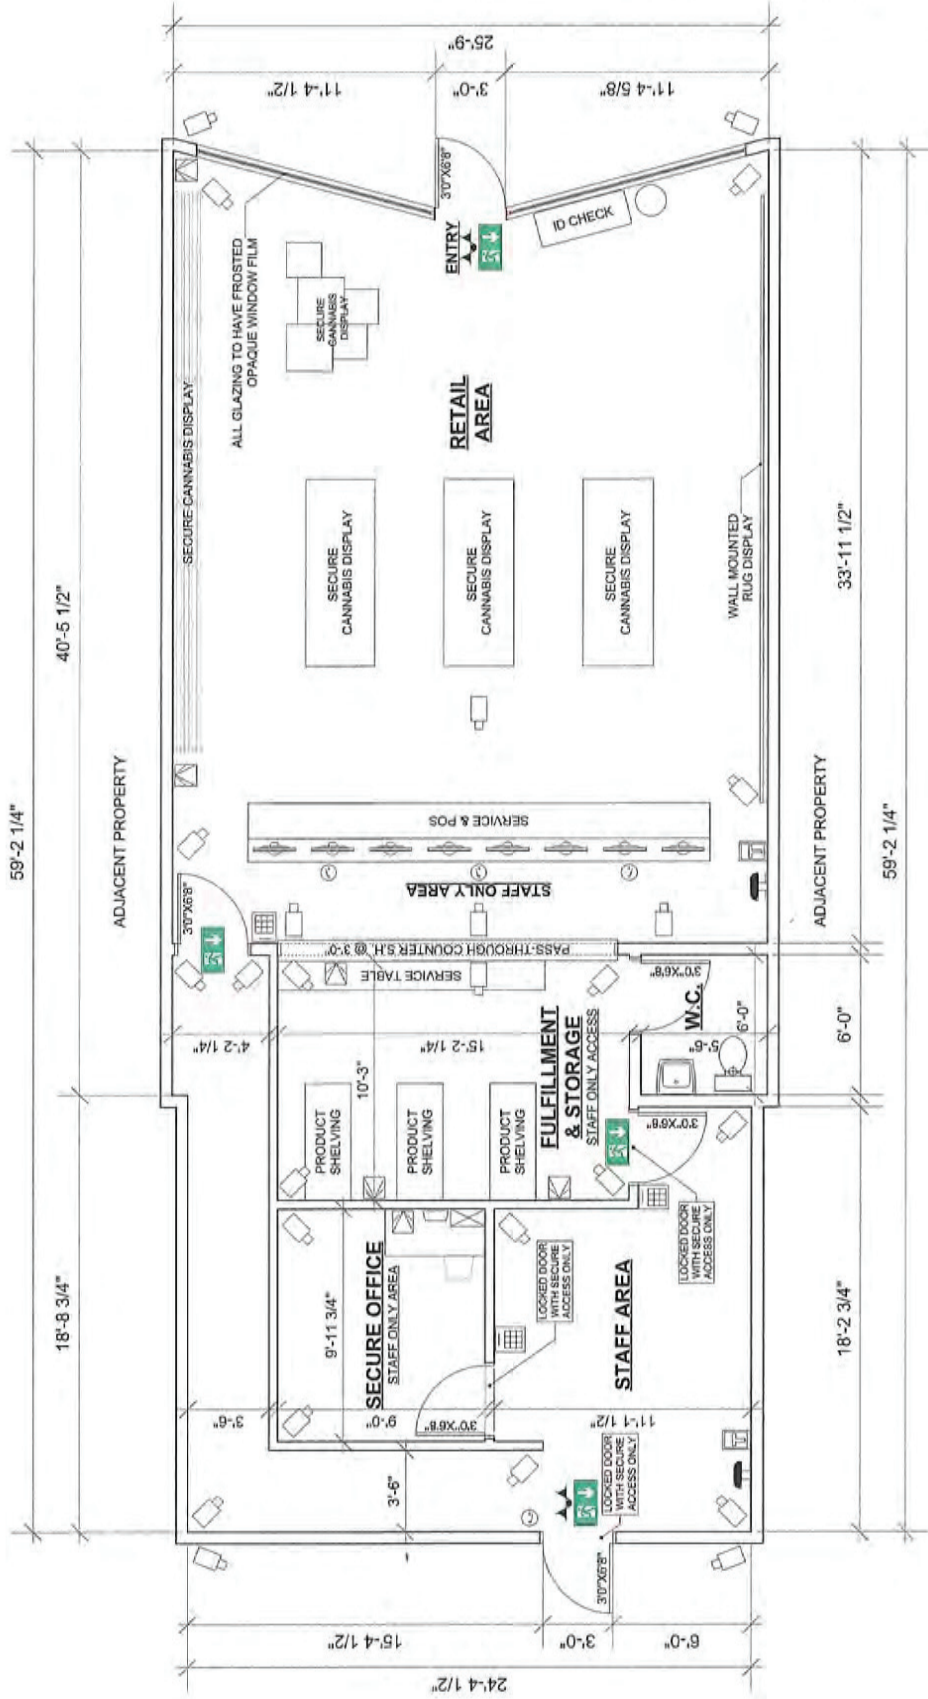 25'-9"
11'-4 1/2"
3'-0"
11'-4 5/8"
59'-2 1/4"
40'-5 1/2"
18'-8 3/4"
ADJACENT PROPERTY
3'0"X6'8"
ENTRY
ID CHECK
ALL GLAZING TO HAVE FROSTED
OPAQUE WINDOW FILM
SECURE
CANNABIS
DISPLAY
SECURE CANNABIS DISPLAY
RETAIL
AREA
SECURE
CANNABIS DISPLAY
SECURE
CANNABIS DISPLAY
SECURE
CANNABIS DISPLAY
WALL MOUNTED
RUG DISPLAY
33'-11 1/2"
SERVICE & POS
STAFF ONLY AREA
3'0"X6'8"
ADJACENT PROPERTY
59'-2 1/4"
PASS-THROUGH COUNTER S.H. @ 3'-0"
SERVICE TABLE
3'0"X6'8"
W.C.
6'-0"
5'-6"
6'-0"
4'-2 1/4"
15'-2 1/4"
10'-3"
FULFILLMENT
& STORAGE
STAFF ONLY ACCESS
PRODUCT
SHELVING
PRODUCT
SHELVING
PRODUCT
SHELVING
3'0"X6'8"
LOCKED DOOR
WITH SECURE
ACCESS ONLY
SECURE OFFICE
STAFF ONLY AREA
9'-11 3/4"
LOCKED DOOR
WITH SECURE
ACCESS ONLY
STAFF AREA
18'-2 3/4"
3'-6"
9'-0"
3'0"X6'8"
11'-1 1/2"
3'-6"
LOCKED DOOR
WITH SECURE
ACCESS ONLY
3'0"X6'8"
15'-4 1/2"
3'-0"
6'-0"
24'-4 1/2"